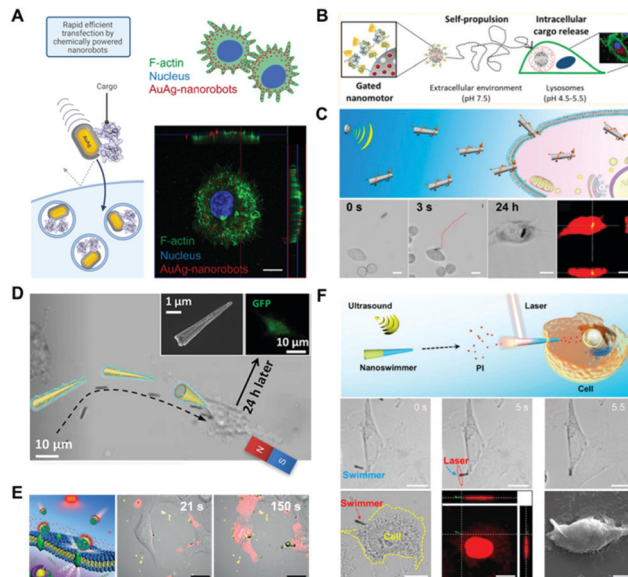 A
Rapid efficient
transfection by
chemically powered
nanorobots
Cargo
AuAg
F-actin
Nucleus
AuAg-nanorobots
F-actin
Nucleus
AuAg-nanorobots
B
Self-propulsion
Intracellular
cargo release
Gated
nanomotor
Extracellular environment
(pH 7.5)
Lysosomes
(pH 4.5-5.5)
C
0 s
3 s
24 h
D
1 µm
GFP
10 µm
24 h later
10 µm
N
S
E
21 s
150 s
F
Ultrasound
Laser
Nanoswimmer
PI
Cell
0 s
5 s
5.5
Swimmer
Laser
Swimmer
Cell